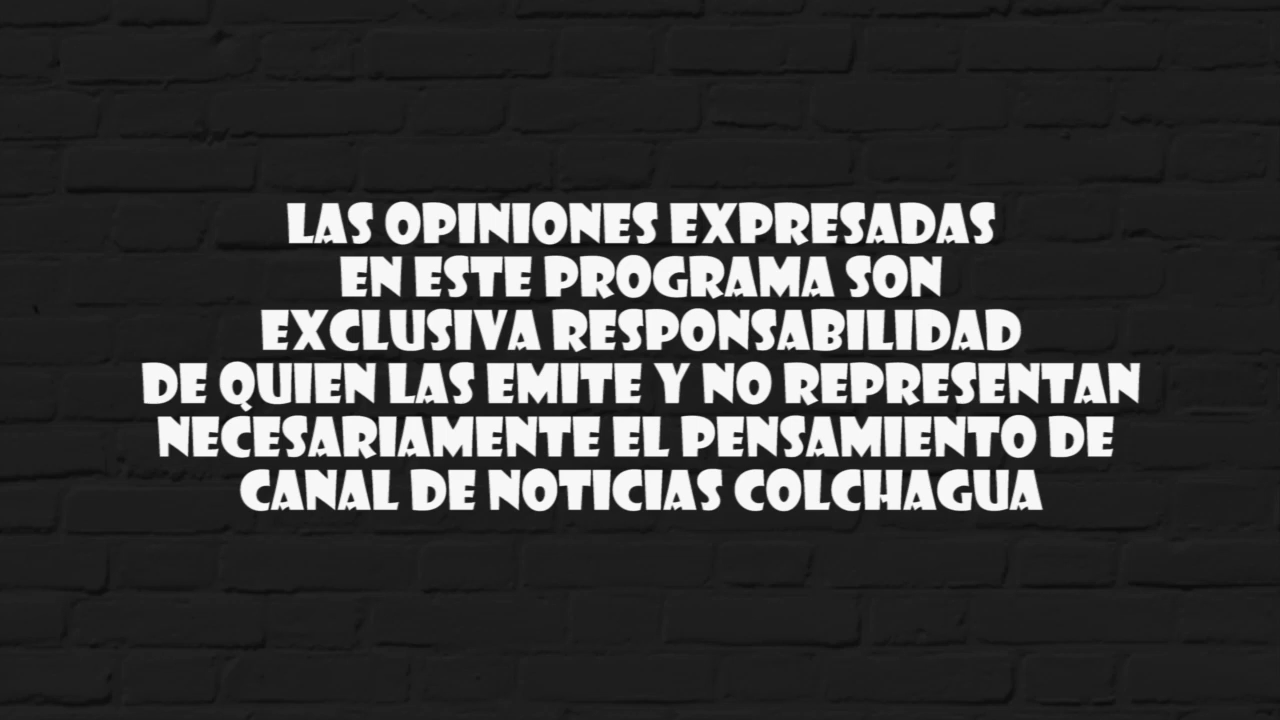 LAS OPINIONES EXPRESADAS
EN ESTE PROGRAMA SON
EXCLUSIVA RESPONSABILIDAD
DE QUIEN LAS EMITE Y NO REPRESENTAN
NECESARIAMENTE EL PENSAMIENTO DE
CANAL DE NOTICIAS COLCHAGUA